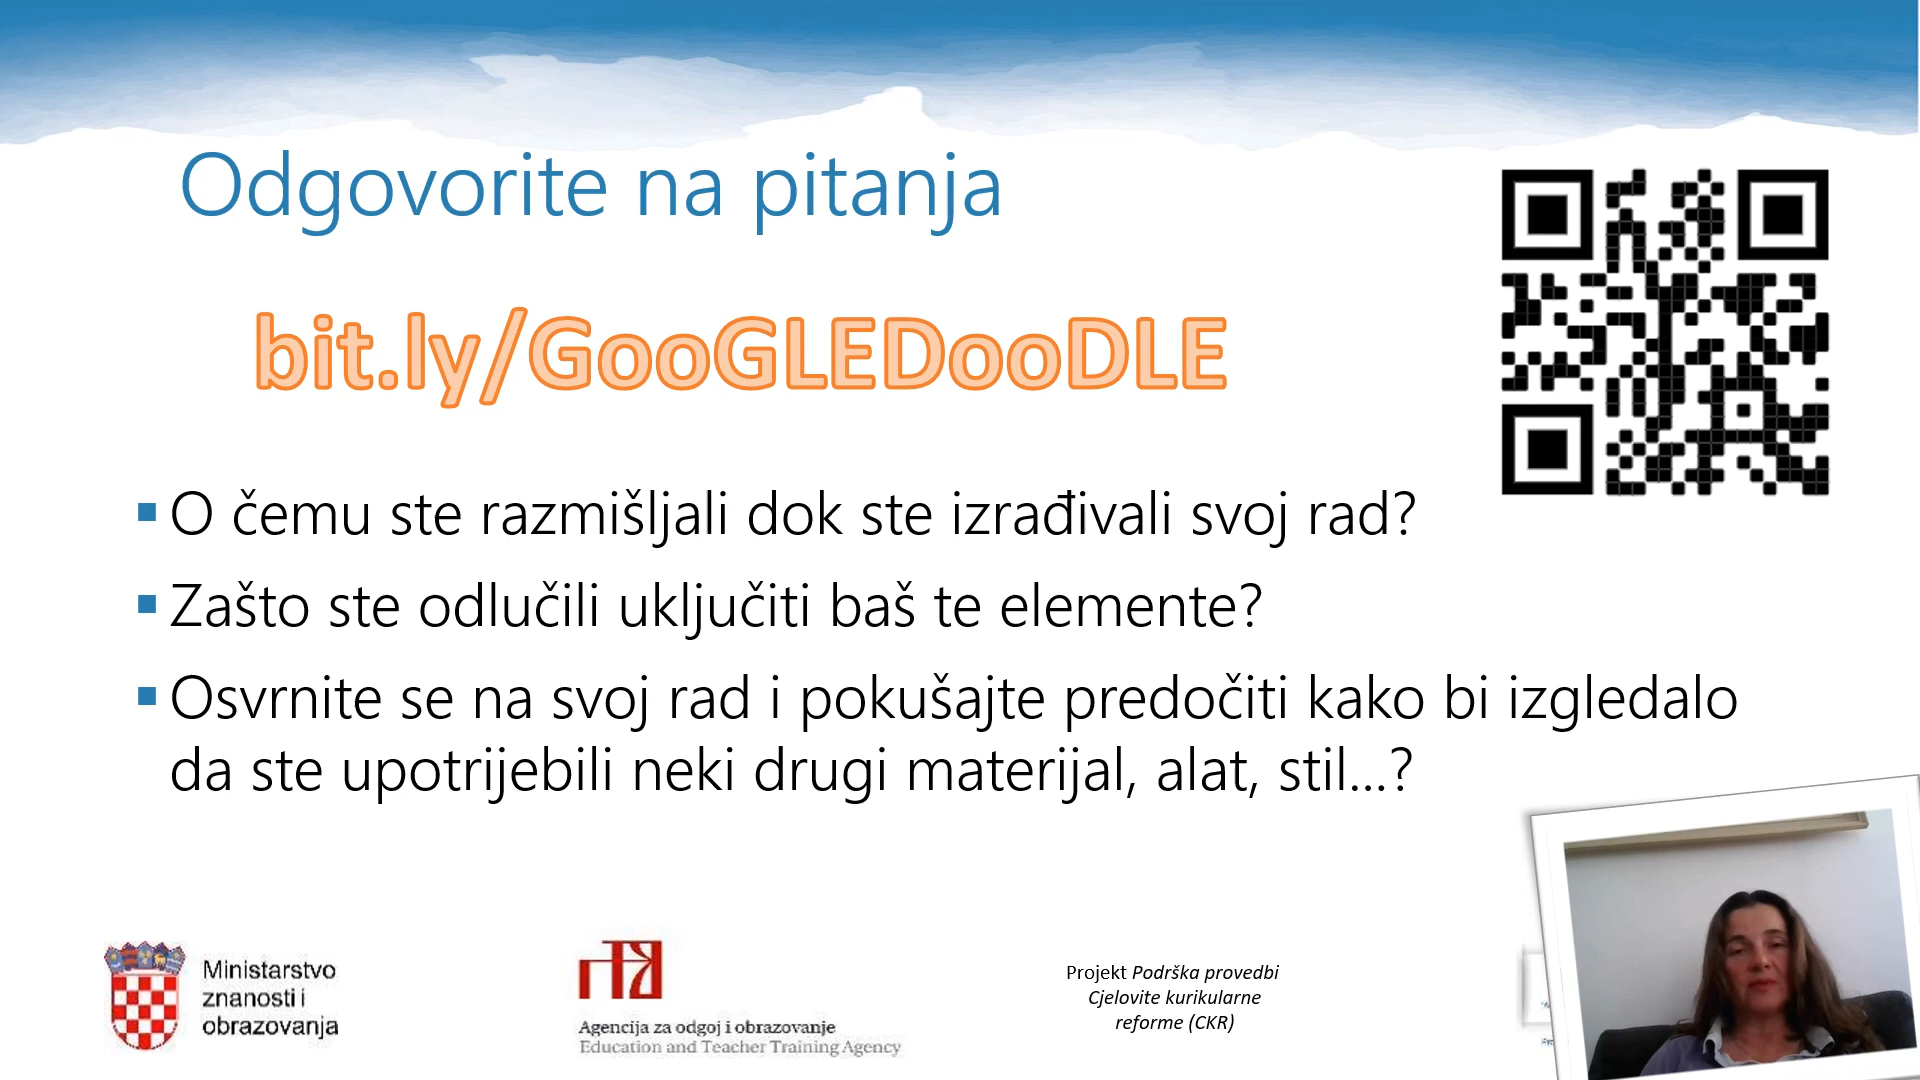 Odgovorite na pitanja
bit.ly/GooGLEDooDLE
O čemu ste razmišljali dok ste izrađivali svoj rad?
Zašto ste odlučili uključiti baš te elemente?
Osvrnite se na svoj rad i pokušajte predočiti kako bi izgledalo
da ste upotrijebili neki drugi materijal, alat, stil...?
Ministarstvo
znanosti i
obrazovanja
Agencija za odgoj i obrazovanje
Education and Teacher Training Agency
Projekt Podrška provedbi
Cjelovite kurikularne
reforme (CKR)